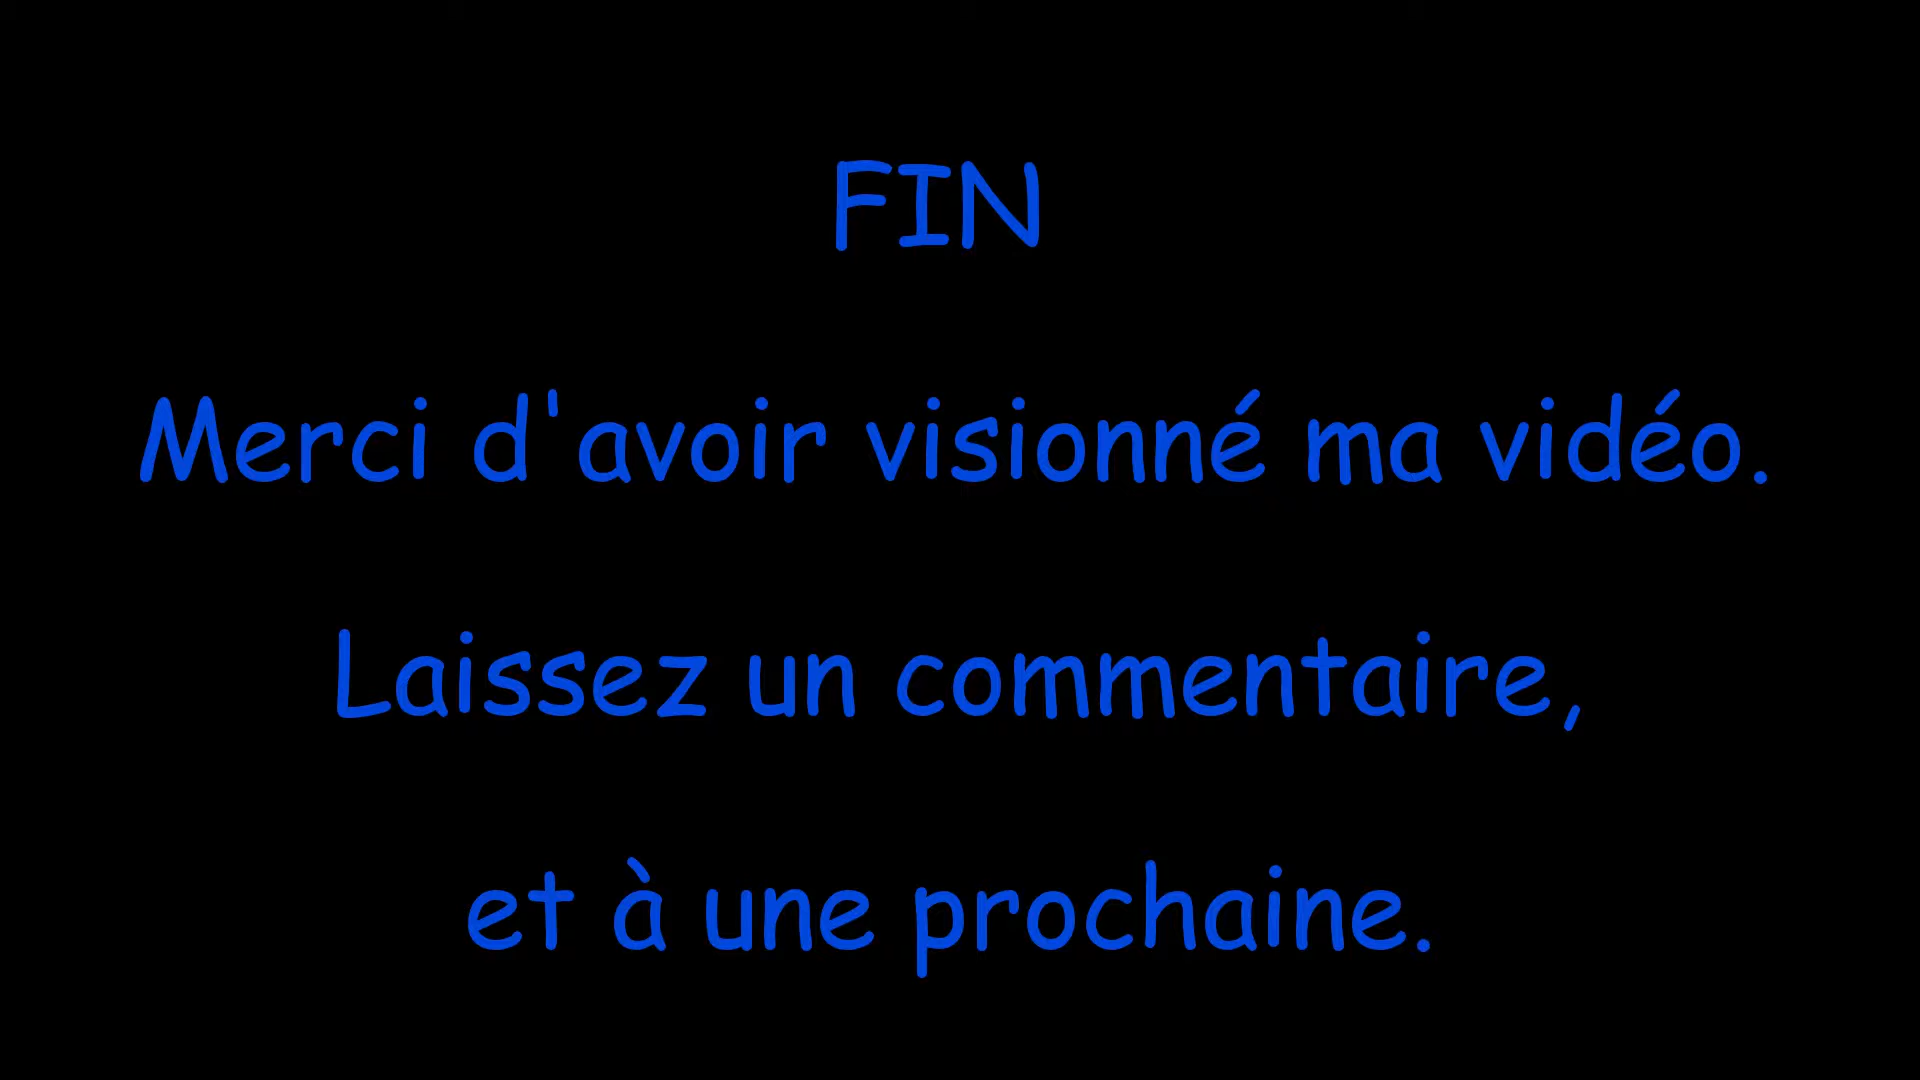 FIN
Merci d'avoir visionné ma vidéo.
Laissez un commentaire,
et à une prochaine.